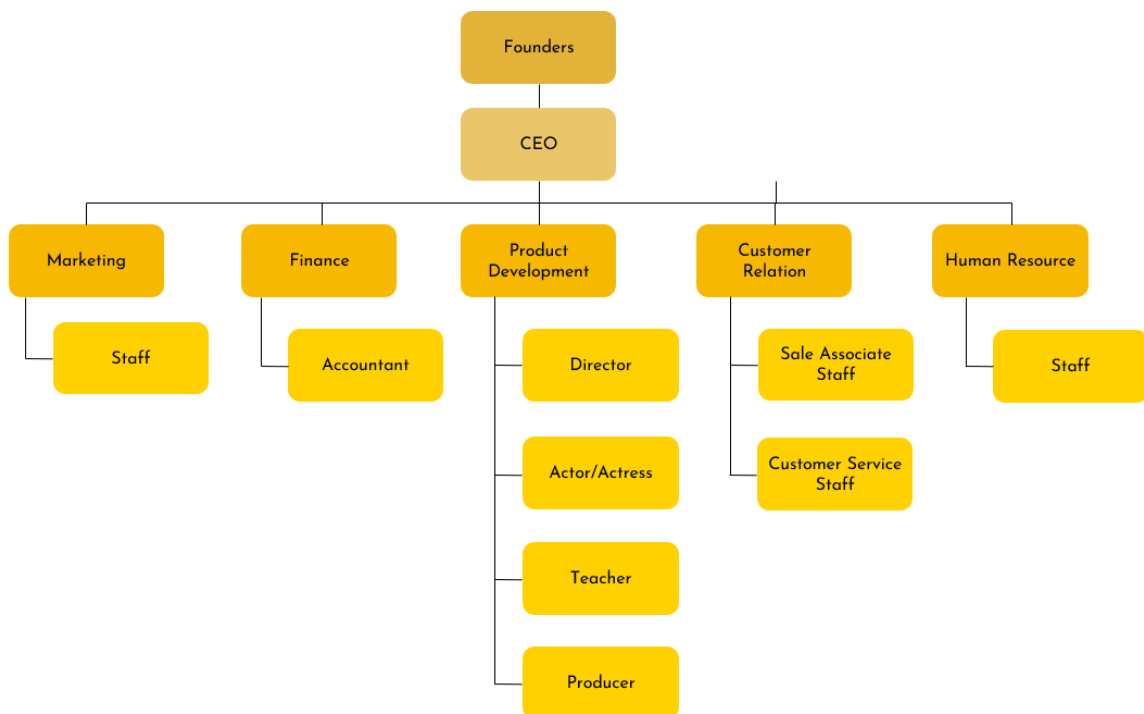 Founders
CEO
Marketing
Finance
Product
Development
Customer
Relation
Human Resource
Staff
Accountant
Director
Sale Associate
Staff
Staff
Actor/Actress
Customer Service
Staff
Teacher
Producer